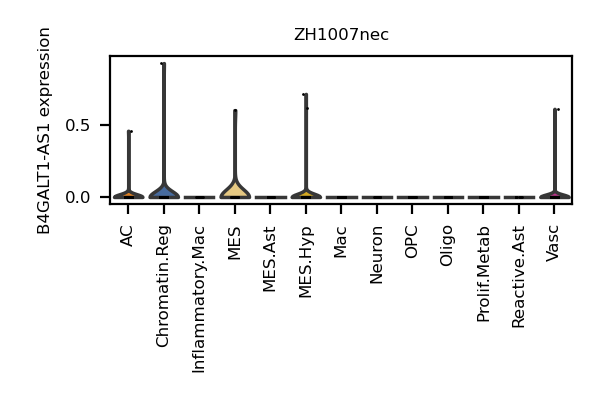 ZH1007nec
B4GALT1-AS1 expression
0.5
0.0
AC
Chromatin.Reg
Inflammatory.Mac
MES
MES.Ast
MES.Hyp
Mac
Neuron
OPC
Oligo
Prolif.Metab
Reactive.Ast
Vasc